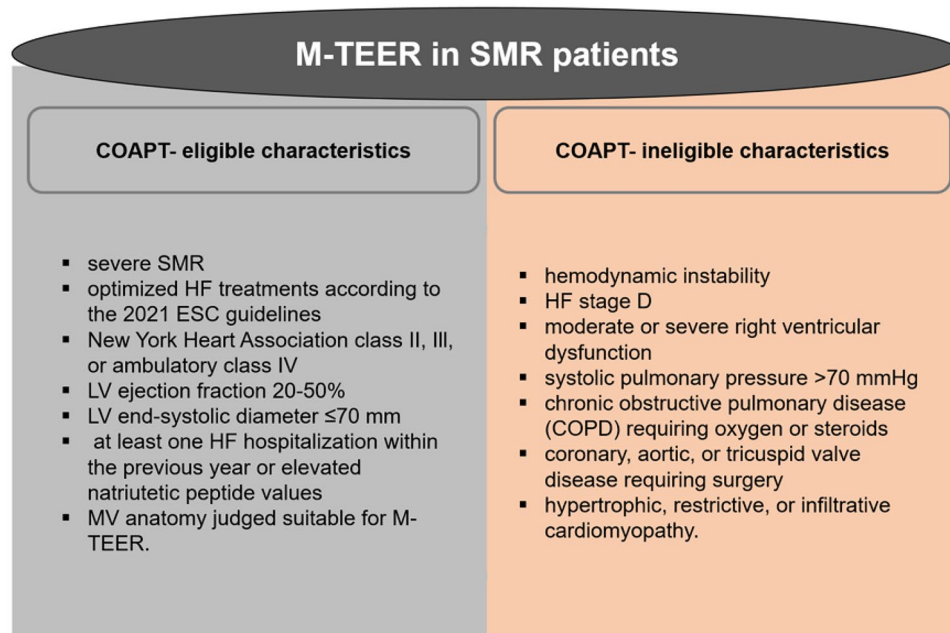 M-TEER in SMR patients
COAPT- eligible characteristics
▪ severe SMR
▪ optimized HF treatments according to
the 2021 ESC guidelines
▪ New York Heart Association class II, III,
or ambulatory class IV
▪ LV ejection fraction 20-50%
▪ LV end-systolic diameter ≤70 mm
▪ at least one HF hospitalization within
the previous year or elevated
natriutetic peptide values
▪ MV anatomy judged suitable for M-
TEER.
COAPT- ineligible characteristics
▪ hemodynamic instability
▪ HF stage D
▪ moderate or severe right ventricular
dysfunction
▪ systolic pulmonary pressure >70 mmHg
▪ chronic obstructive pulmonary disease
(COPD) requiring oxygen or steroids
▪ coronary, aortic, or tricuspid valve
disease requiring surgery
▪ hypertrophic, restrictive, or infiltrative
cardiomyopathy.